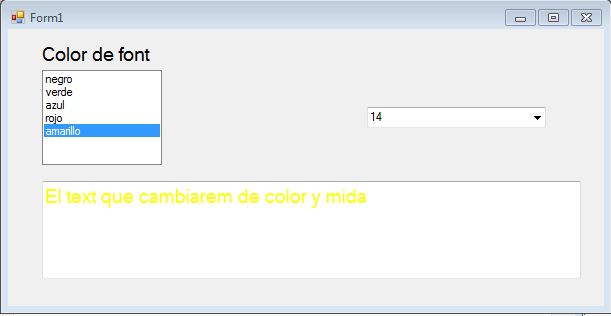 Form1
Color de font
negro
verde
azul
rojo
amarillo
14
El text que cambiarem de color y mida